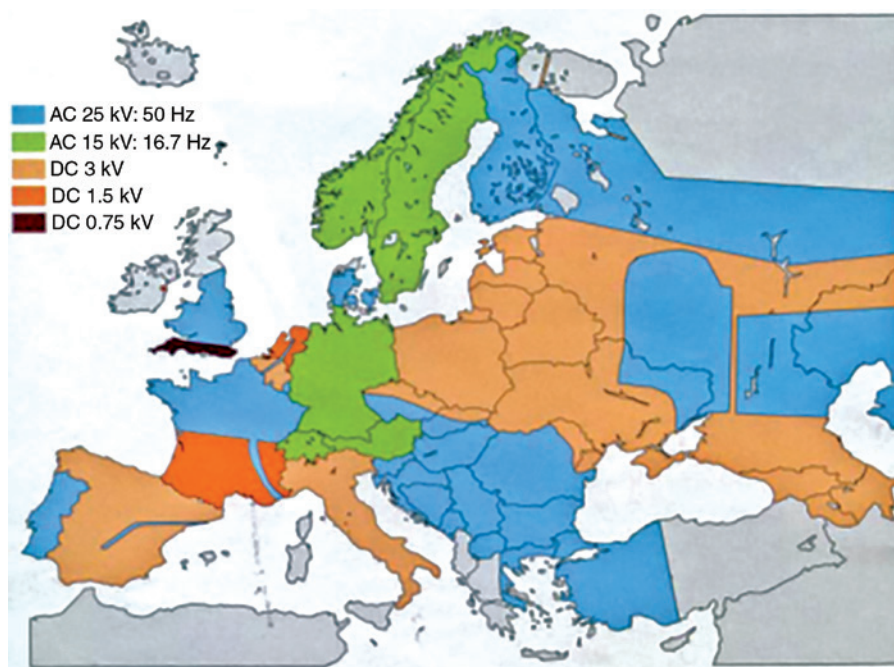 AC 25 kV: 50 Hz
AC 15 kV: 16.7 Hz
DC 3 kV
DC 1.5 kV
DC 0.75 kV